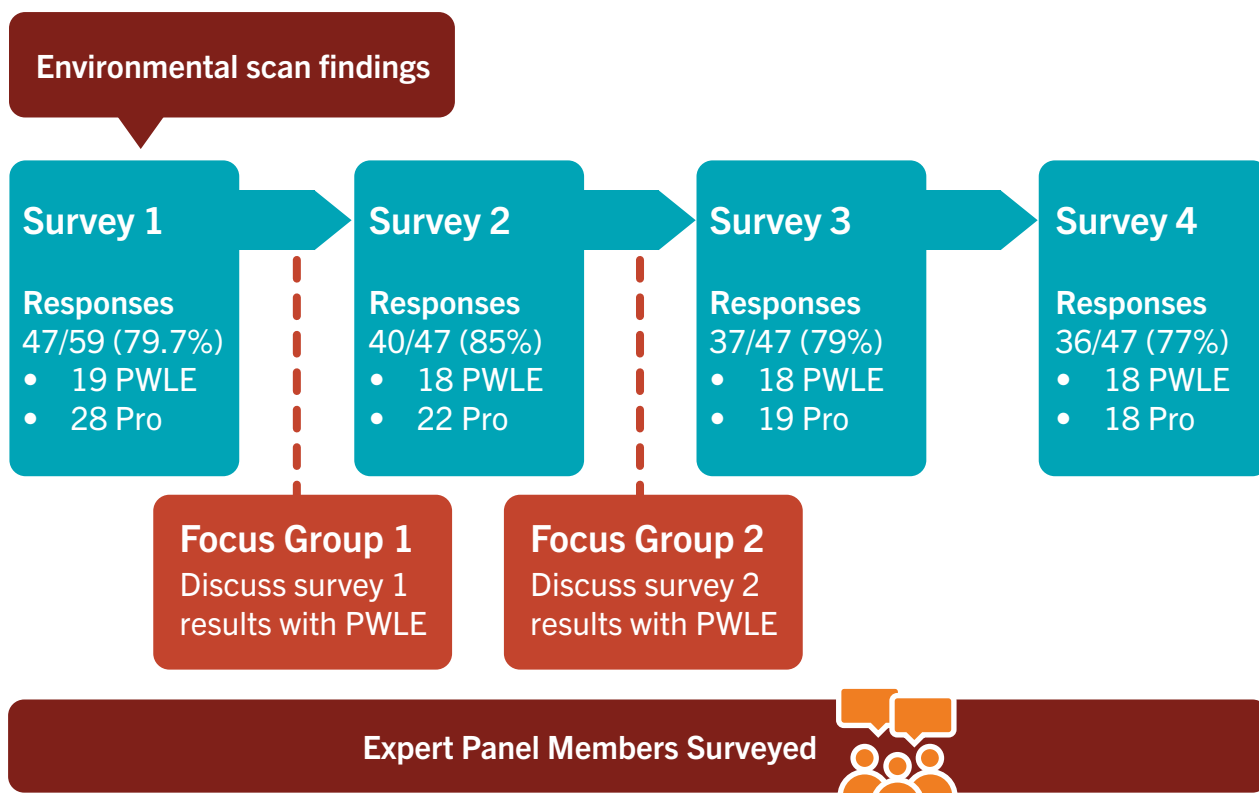 Environmental scan findings
Survey 1
Responses
47/59 (79.7%)
• 19 PWLE
• 28 Pro
Survey 2
Responses
40/47 (85%)
• 18 PWLE
• 22 Pro
Survey 3
Responses
37/47 (79%)
• 18 PWLE
• 19 Pro
Survey 4
Responses
36/47 (77%)
• 18 PWLE
• 18 Pro
Focus Group 1
Discuss survey 1
results with PWLE
Focus Group 2
Discuss survey 2
results with PWLE
Expert Panel Members Surveyed